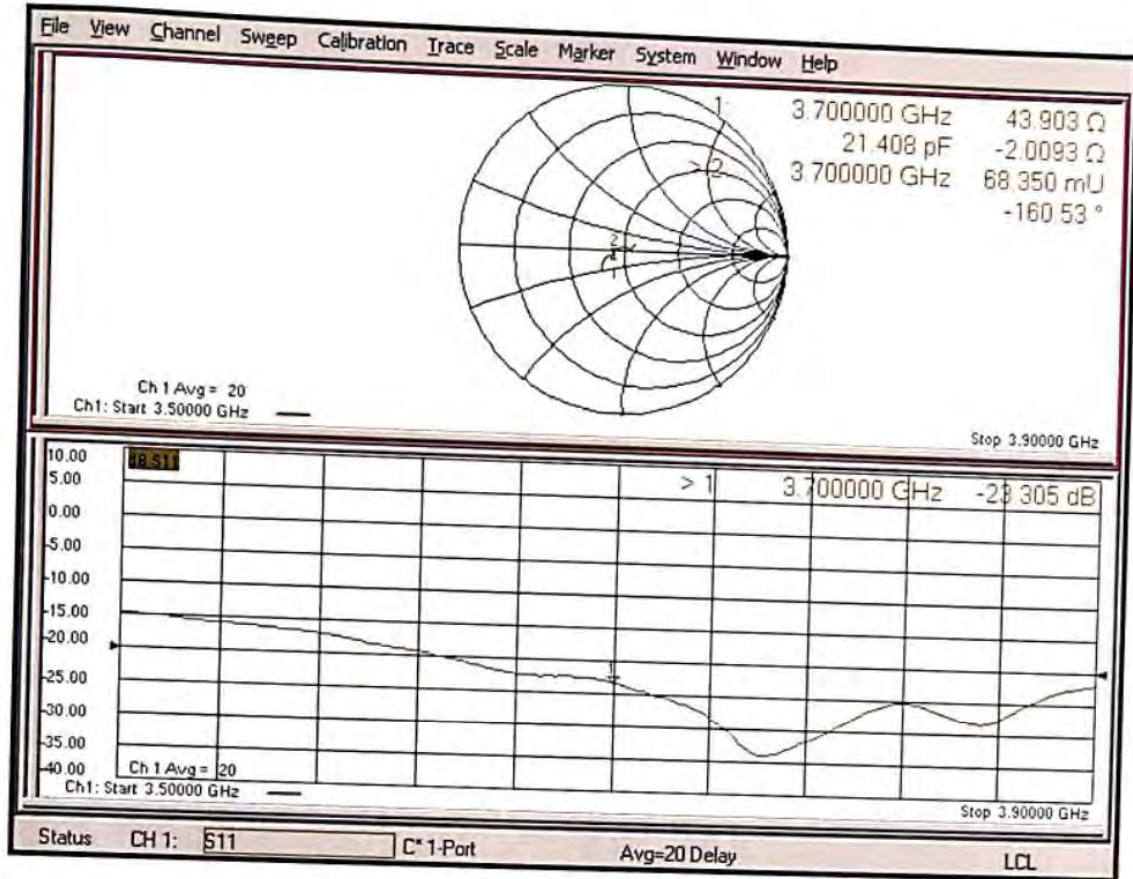 File View Channel Sweep Calibration Trace Scale Marker System Window Help
1: 3.700000 GHz 43.903 Ω
21.408 pF -2.0093 Ω
> 2 3.700000 GHz 68.350 mU
-160.53 °
2
1
Ch 1 Avg = 20
Ch1: Start 3.50000 GHz
Stop 3.90000 GHz
10.00
dB S11
> 1 3.700000 GHz -23.305 dB
5.00
0.00
-5.00
-10.00
-15.00
-20.00
-25.00
1
-30.00
-35.00
-40.00
Ch 1 Avg = 20
Ch1: Start 3.50000 GHz
Stop 3.90000 GHz
Status CH 1: S11 C* 1-Port Avg=20 Delay LCL